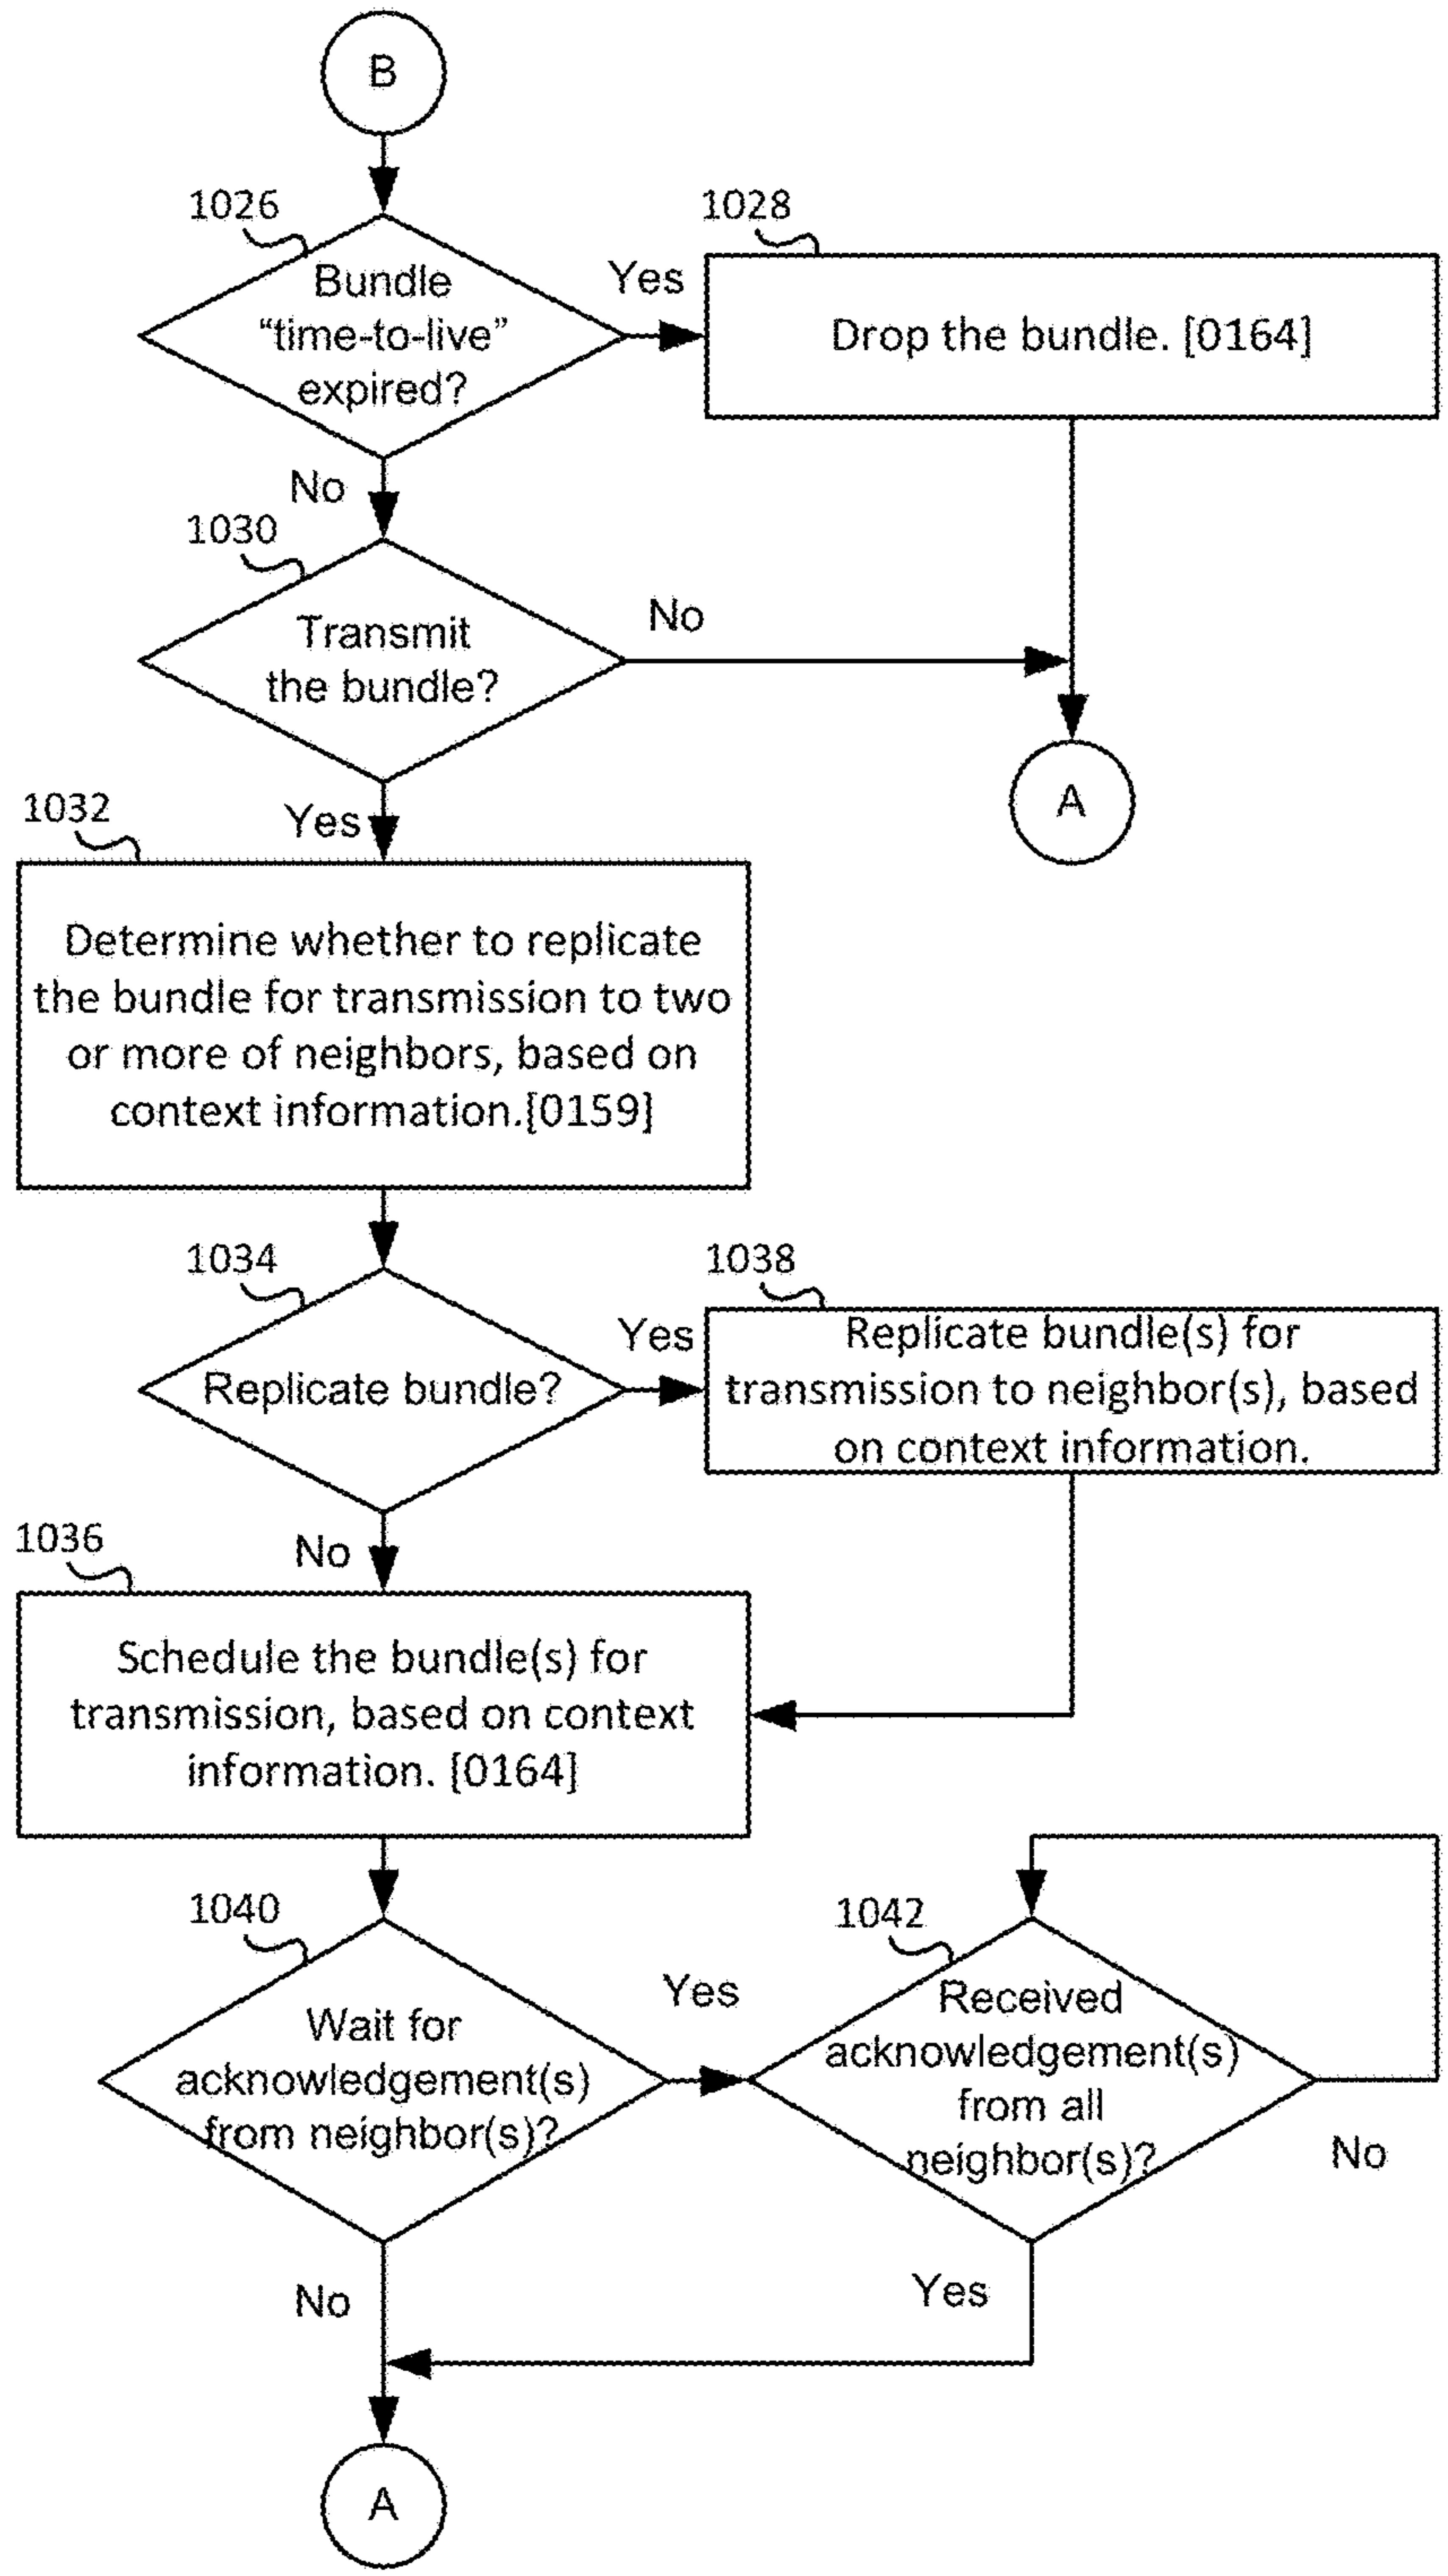 B
1026
Bundle
“time-to-live”
expired?
Yes
1028
Drop the bundle. [0164]
No
1030
Transmit
the bundle?
No
A
Yes
1032
Determine whether to replicate
the bundle for transmission to two
or more of neighbors, based on
context information.[0159]
1034
Replicate bundle?
Yes
1038
Replicate bundle(s) for
transmission to neighbor(s), based
on context information.
No
1036
Schedule the bundle(s) for
transmission, based on context
information. [0164]
1040
Wait for
acknowledgement(s)
from neighbor(s)?
Yes
1042
Received
acknowledgement(s)
from all
neighbor(s)?
No
No
Yes
A